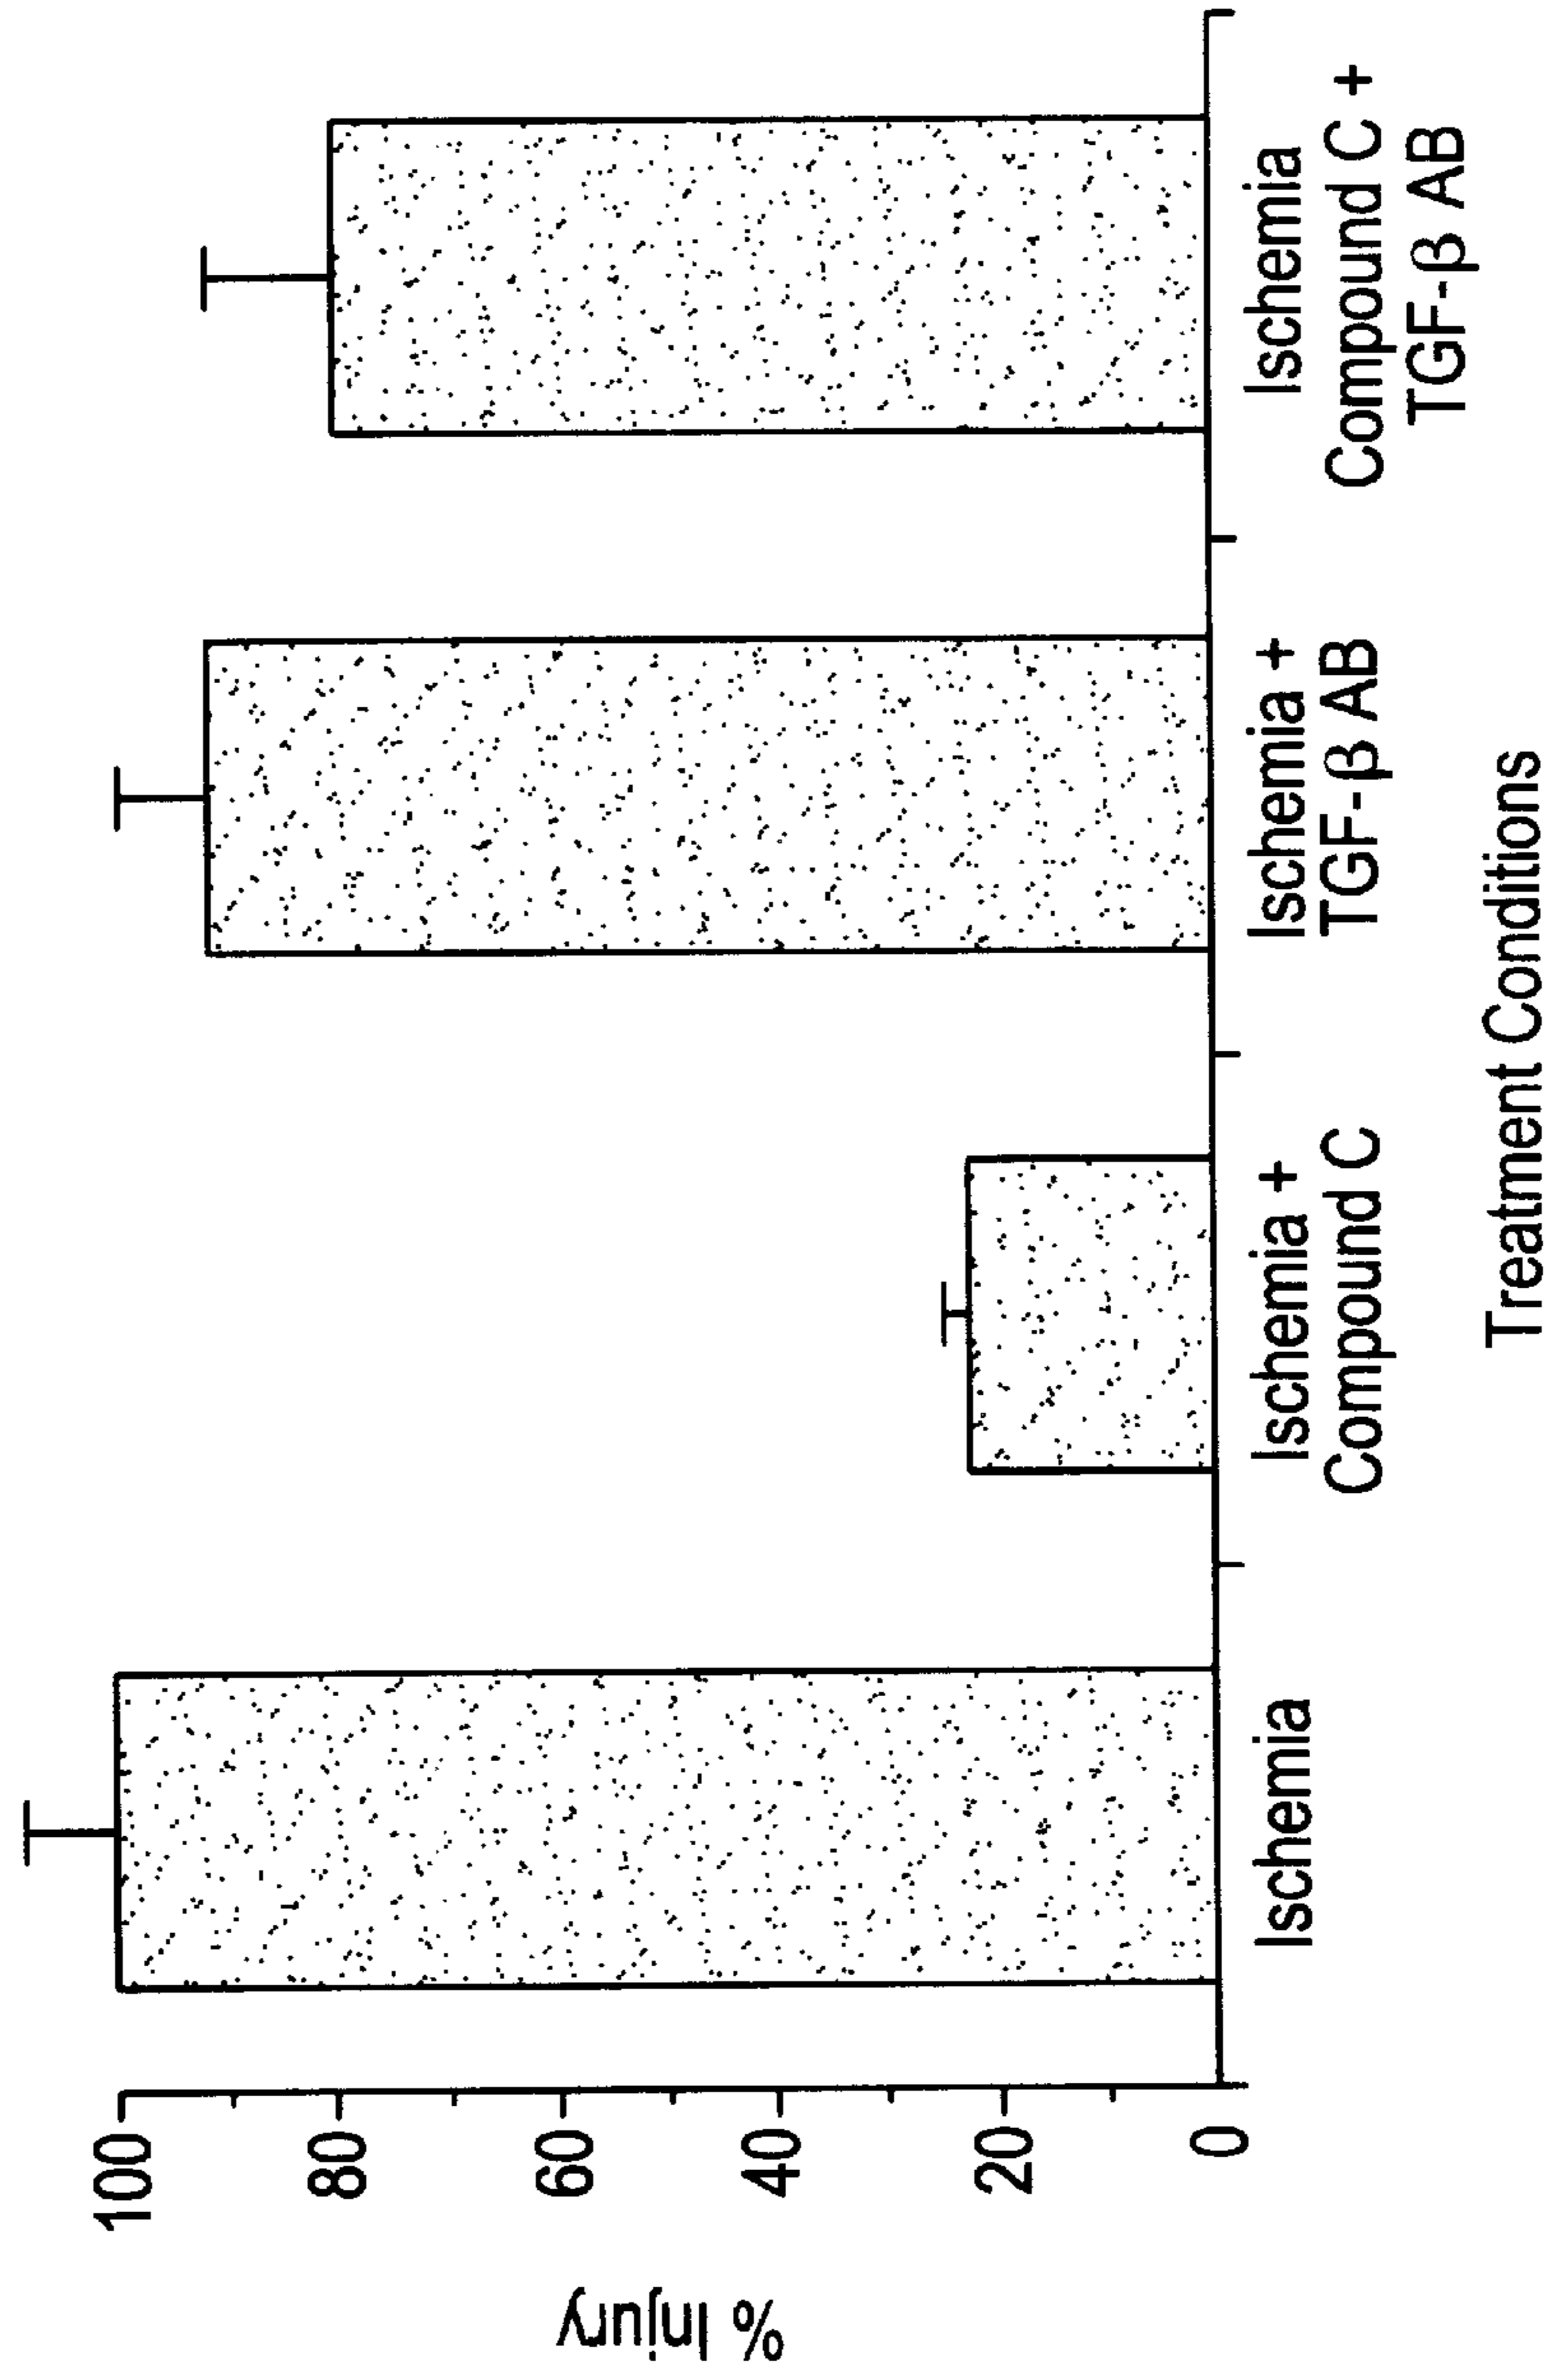 % Injury
100
80
60
40
20
0
Ischemia
Ischemia +
Compound C
Ischemia +
TGF-β AB
Ischemia
Compound C +
TGF-β AB
Treatment Conditions